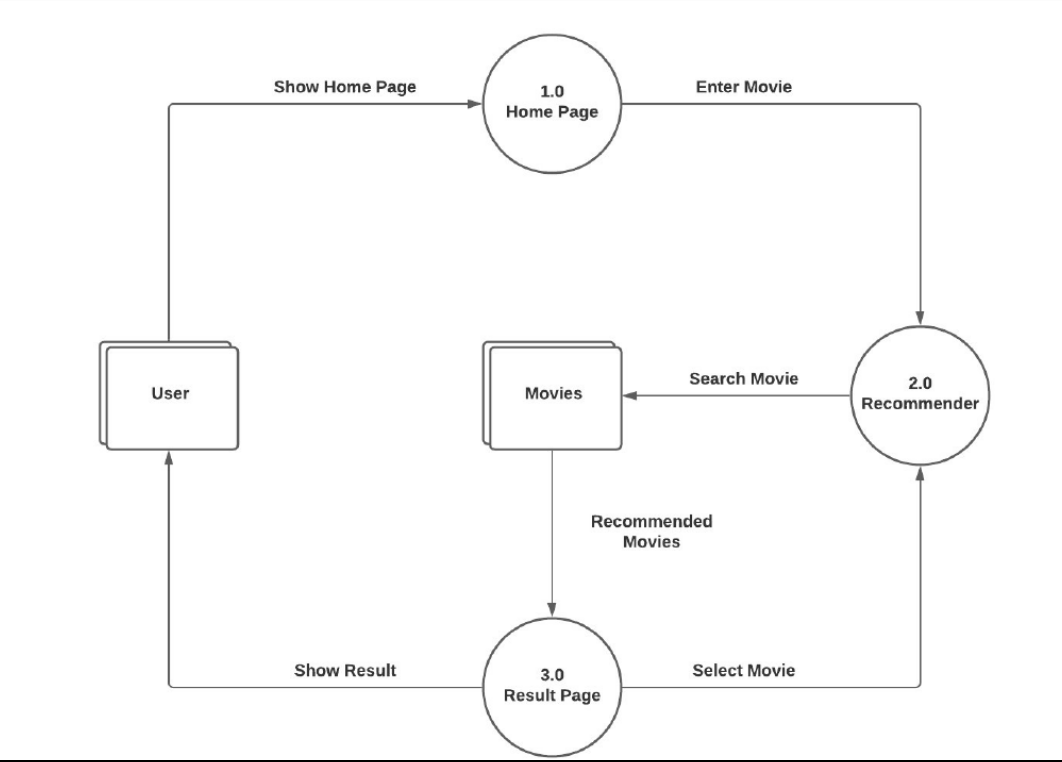 Show Home Page
1.0
Home Page
Enter Movie
User
Movies
Search Movie
2.0
Recommender
Recommended
Movies
Show Result
3.0
Result Page
Select Movie